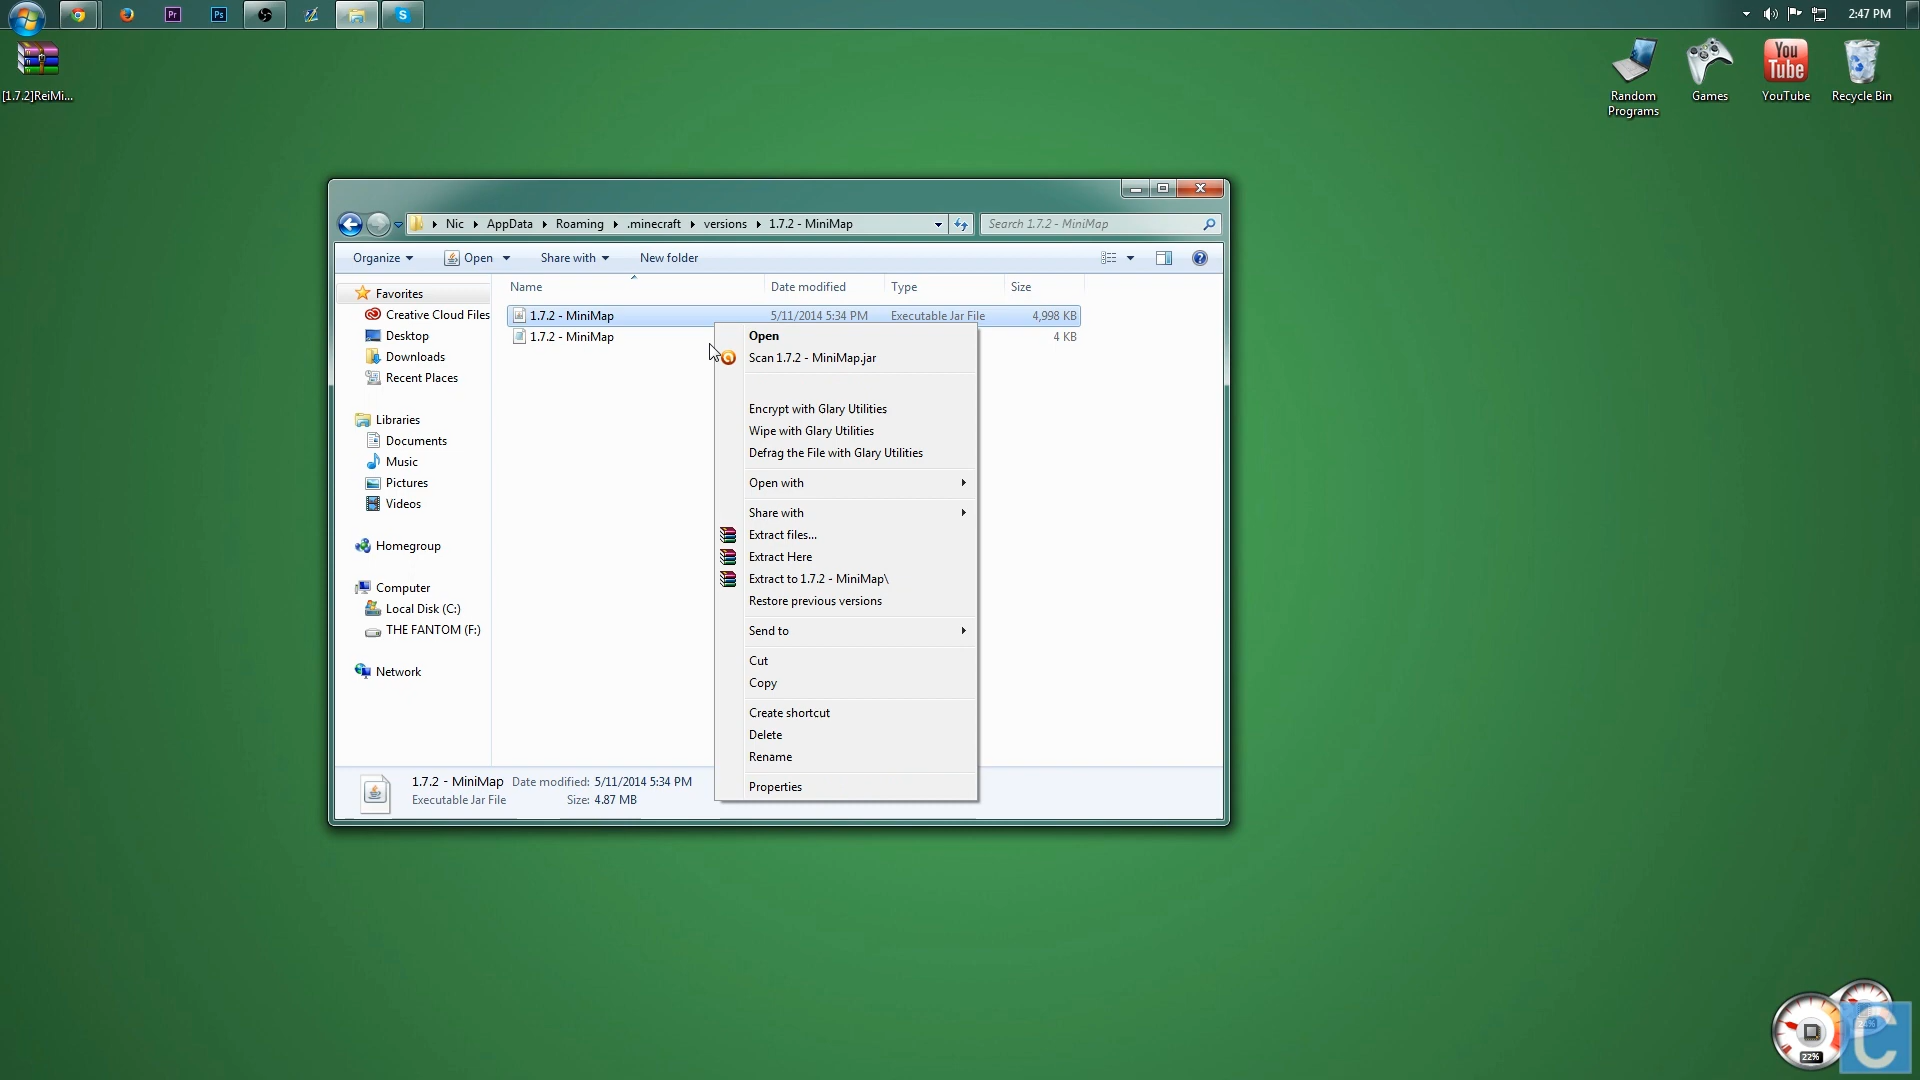 Pr
Ps
S
2:47 PM
[1.7.2]ReiMi...
Random
Programs
Games
You
Tube
YouTube
Recycle Bin
Nic
AppData
Roaming
.minecraft
versions
1.7.2 - MiniMap
Search 1.7.2 - MiniMap
Organize
Open
Share with
New folder
Name
Date modified
Type
Size
Favorites
Creative Cloud Files
Desktop
Downloads
Recent Places
Libraries
Documents
Music
Pictures
Videos
Homegroup
Computer
Local Disk (C:)
THE FANTOM (F:)
Network
1.7.2 - MiniMap 5/11/2014 5:34 PM Executable Jar File 4,998 KB
1.7.2 - MiniMap 4 KB
Open
Scan 1.7.2 - MiniMap.jar
Encrypt with Glary Utilities
Wipe with Glary Utilities
Defrag the File with Glary Utilities
Open with
Share with
Extract files...
Extract Here
Extract to 1.7.2 - MiniMap\
Restore previous versions
Send to
Cut
Copy
Create shortcut
Delete
Rename
Properties
1.7.2 - MiniMap Date modified: 5/11/2014 5:34 PM
Executable Jar File Size: 4.87 MB
22%
C